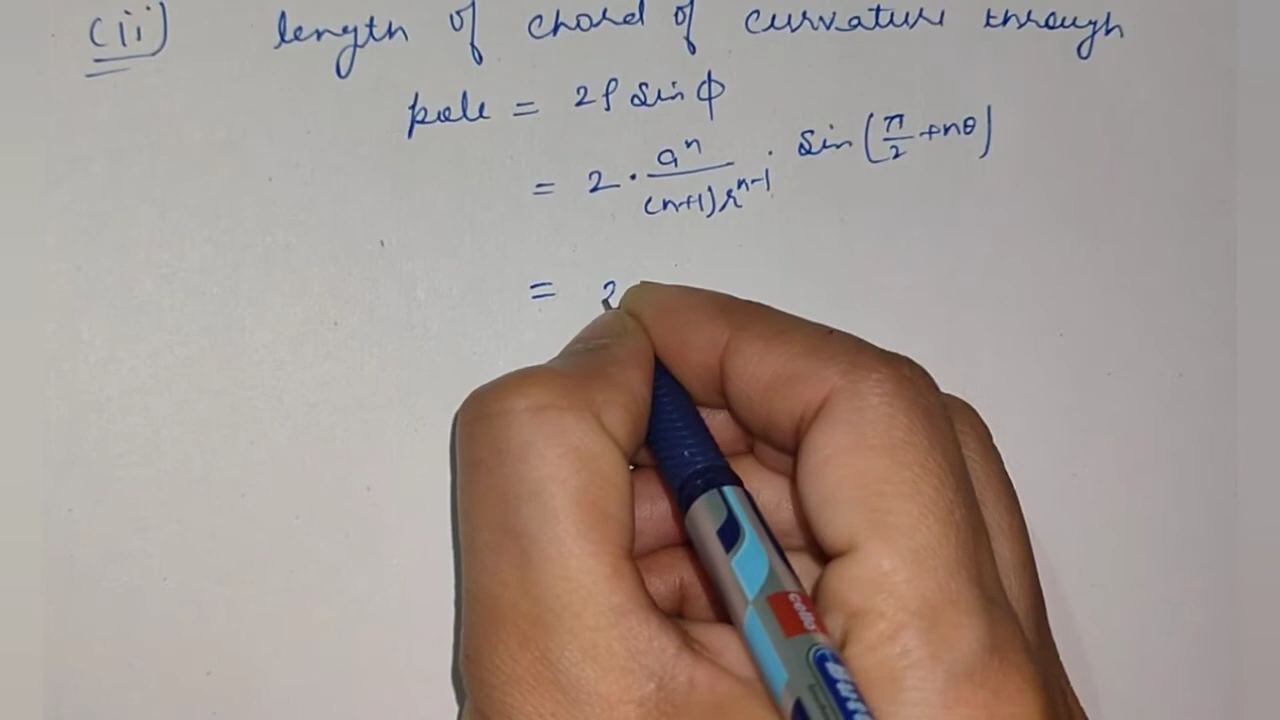 (ii) length of chord of curvature through
pole = 2ρ sin ϕ
= 2 · aⁿ/(n+1)rⁿ⁻¹ · sin(π/2 + nθ)
= 2
cello